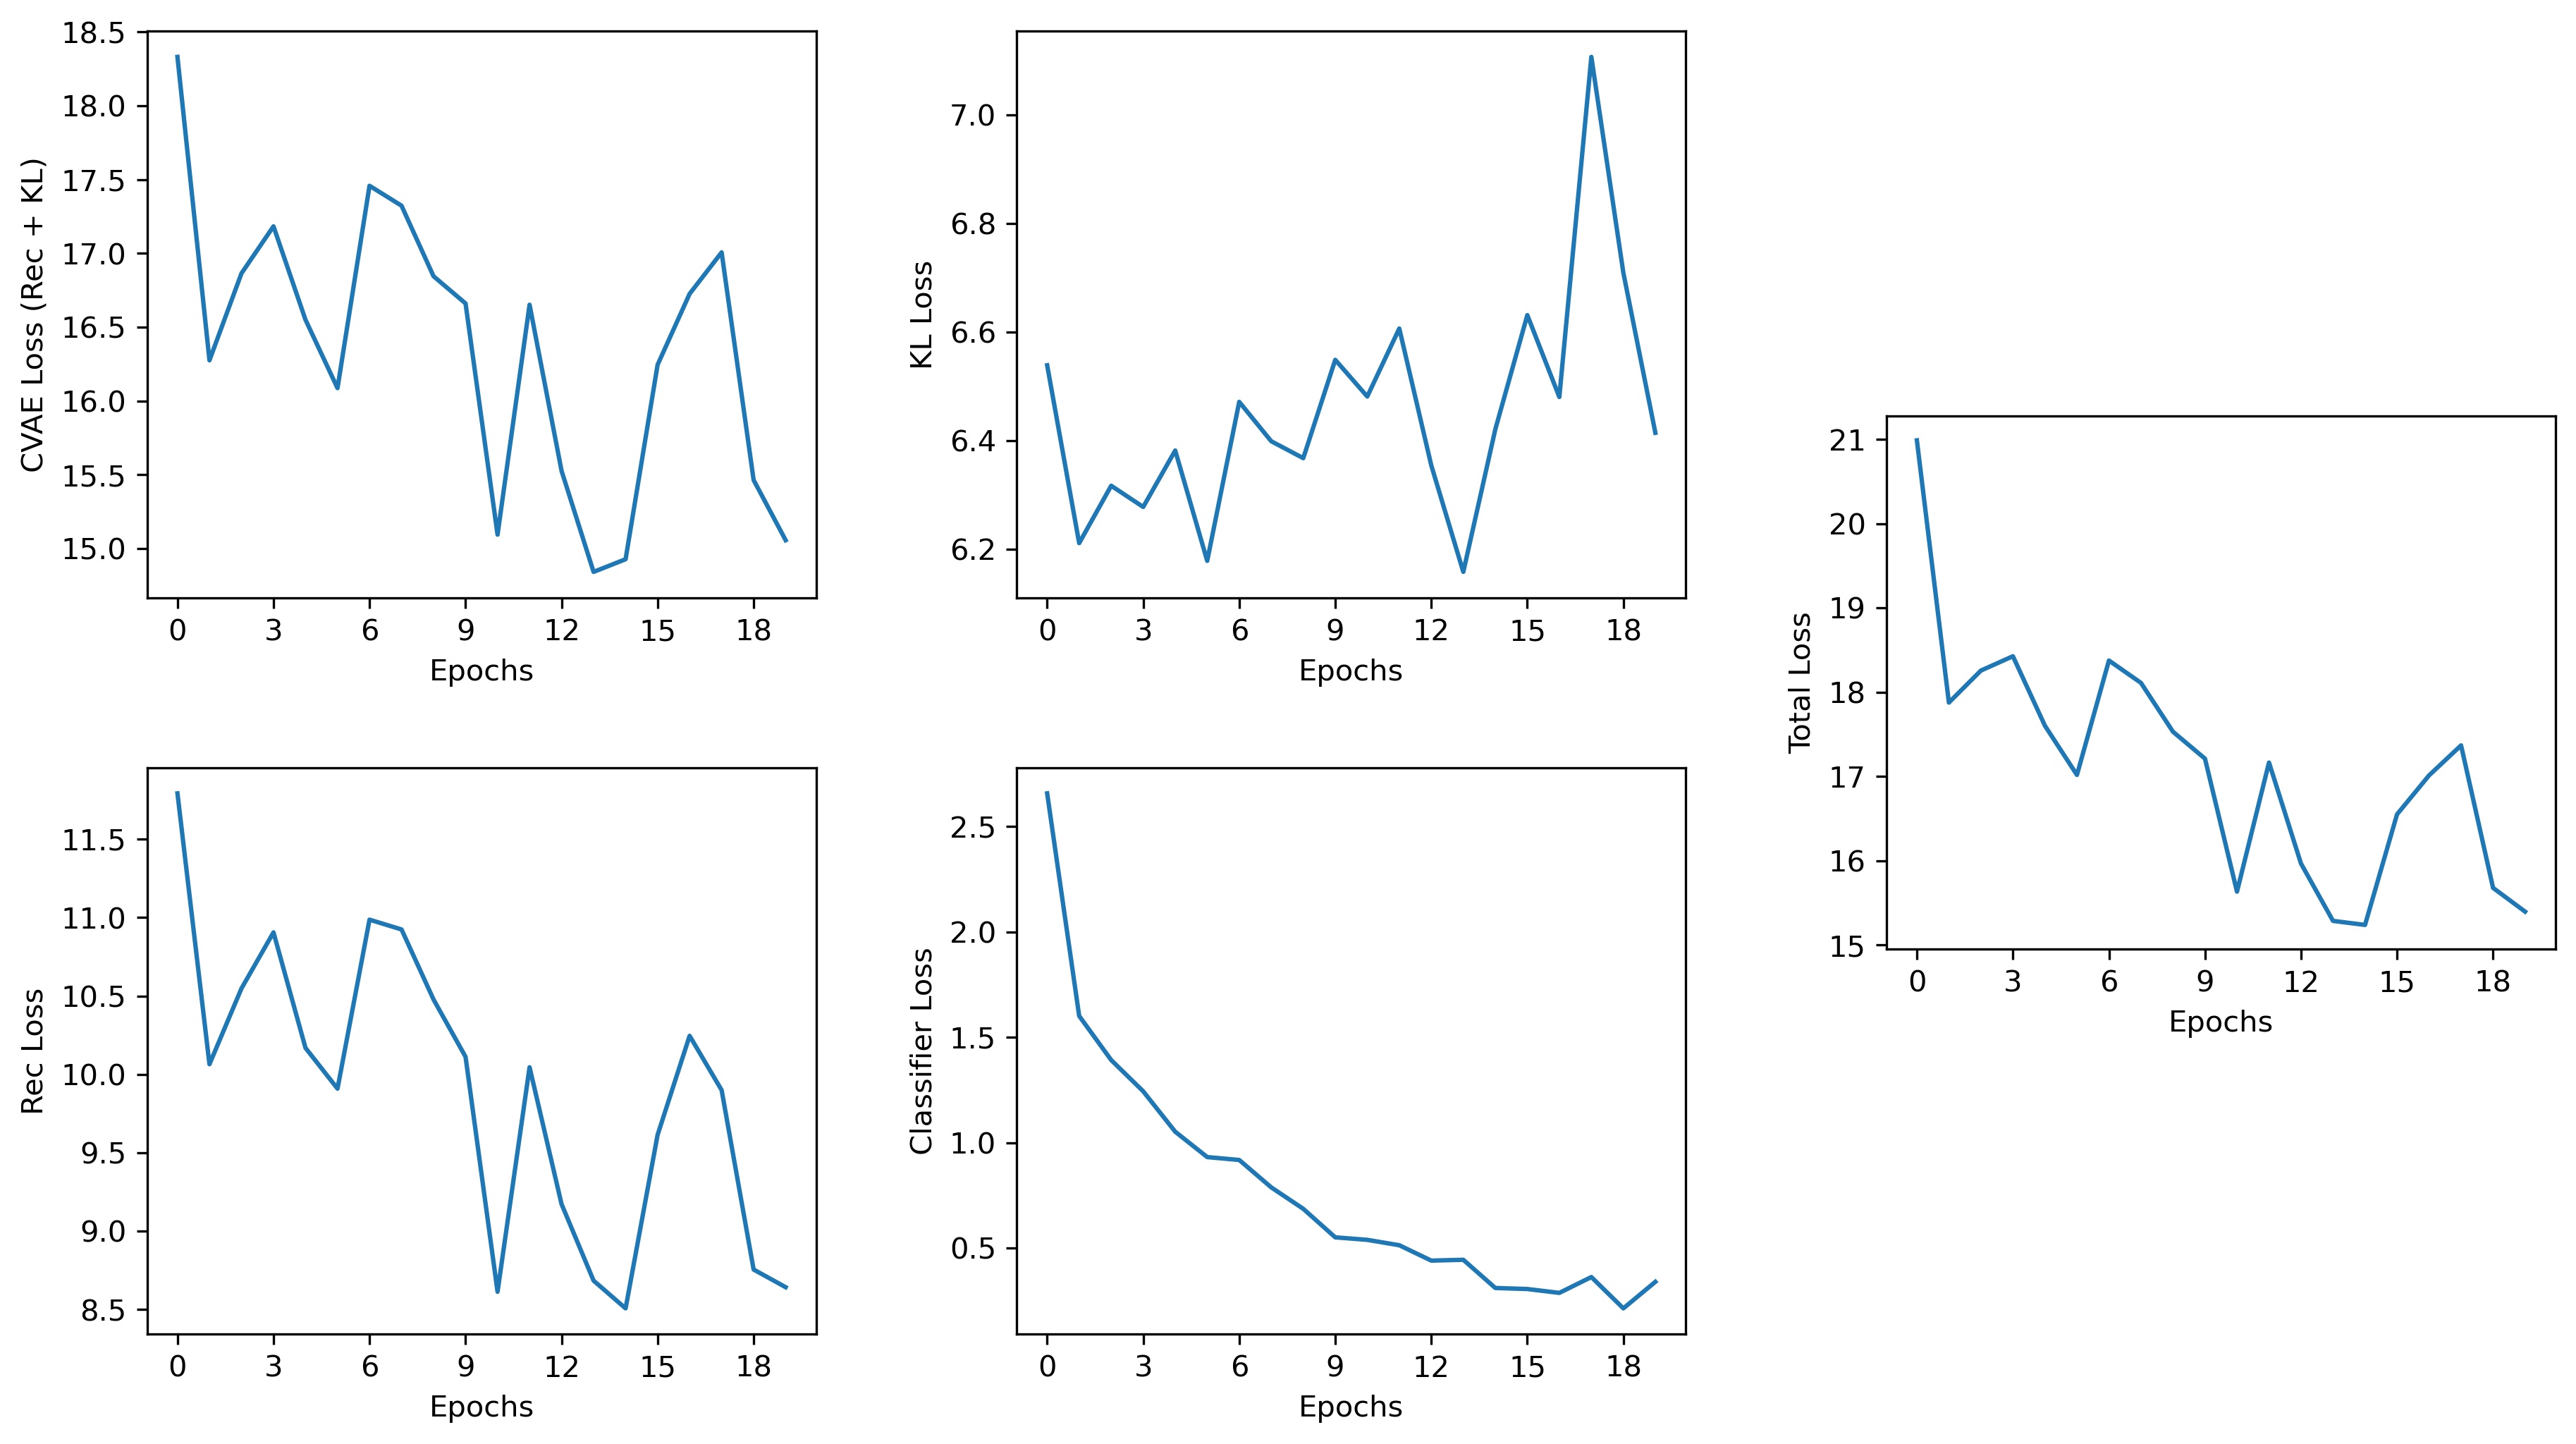 CVAE Loss (Rec + KL)
18.5
18.0
17.5
17.0
16.5
16.0
15.5
15.0
0 3 6 9 12 15 18
Epochs
KL Loss
7.0
6.8
6.6
6.4
6.2
0 3 6 9 12 15 18
Epochs
Rec Loss
11.5
11.0
10.5
10.0
9.5
9.0
8.5
0 3 6 9 12 15 18
Epochs
Classifier Loss
2.5
2.0
1.5
1.0
0.5
0 3 6 9 12 15 18
Epochs
Total Loss
21
20
19
18
17
16
15
0 3 6 9 12 15 18
Epochs